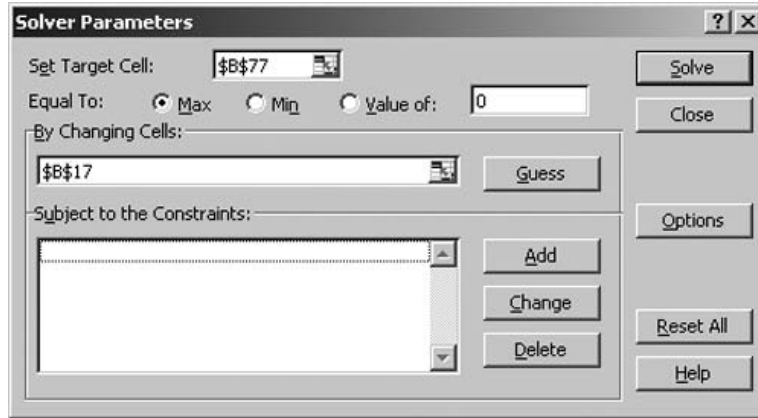 Solver Parameters ? ×
Set Target Cell: $B$77 Solve
Equal To: Max Min Value of: 0 Close
By Changing Cells:
$B$17 Guess
Subject to the Constraints: Options
Add
Change Reset All
Delete
Help